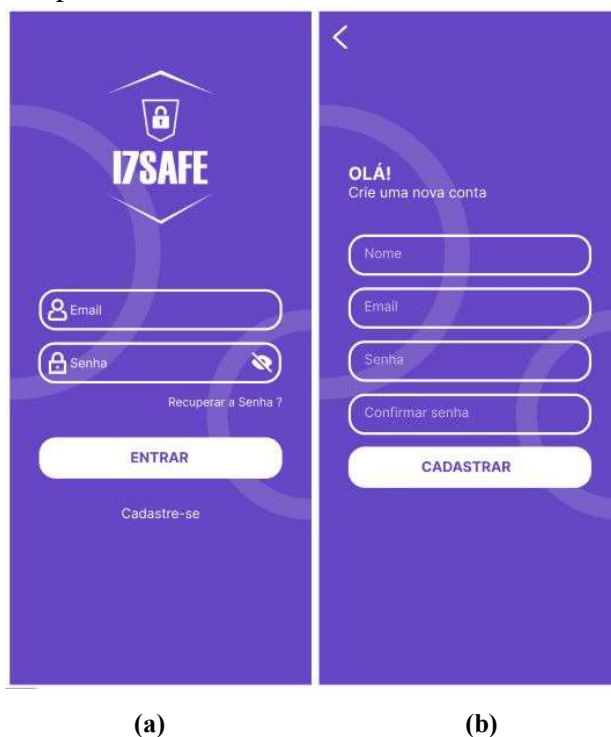 I7SAFE
Email
Senha
Recuperar a Senha ?
ENTRAR
Cadastre-se
OLÁ!
Crie uma nova conta
Nome
Email
Senha
Confirmar senha
CADASTRAR
(a)
(b)